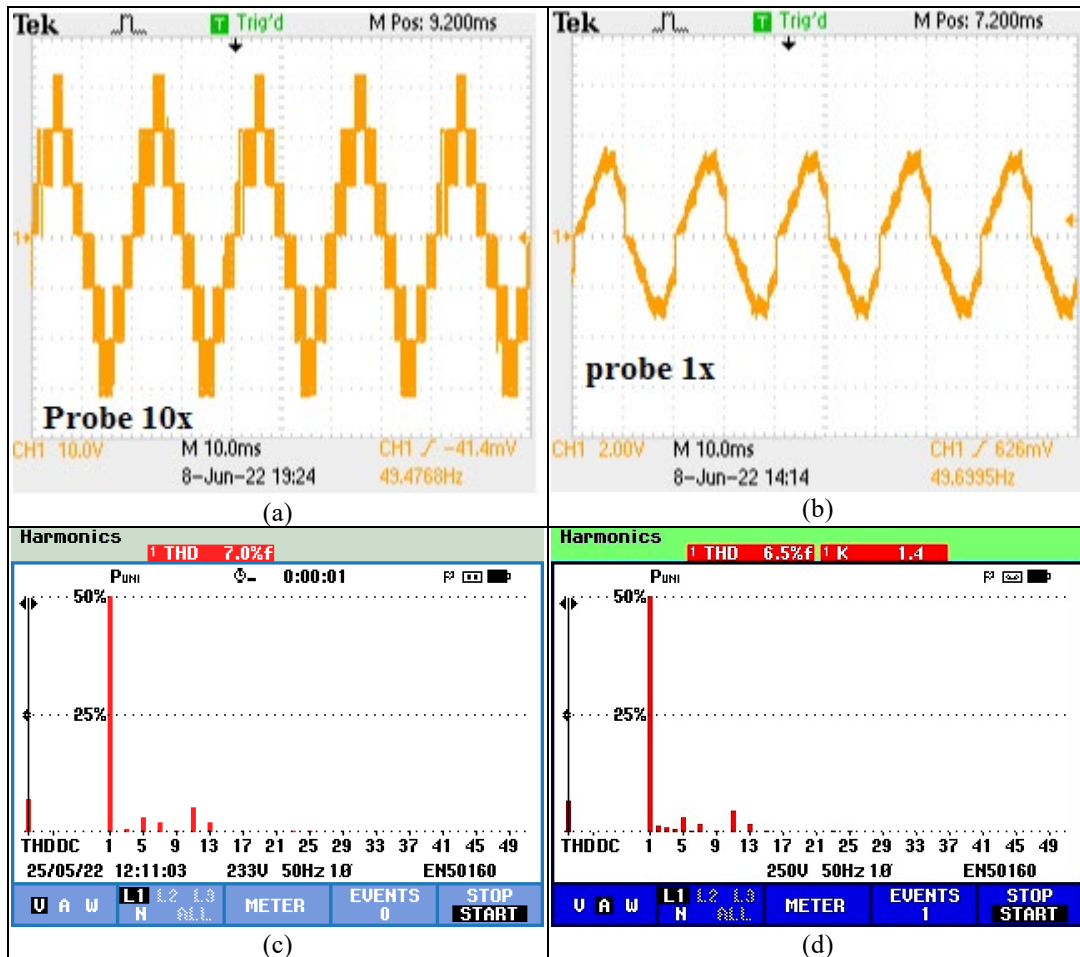 Tek Trig'd M Pos: 9.200ms
1
Probe 10x
CH1 10.0V M 10.0ms CH1 / -41.4mV
8-Jun-22 19:24 49.4768Hz
(a)
Tek Trig'd M Pos: 7.200ms
1
probe 1x
CH1 2.00V M 10.0ms CH1 / 626mV
8-Jun-22 14:14 49.6995Hz
(b)
Harmonics
1 THD 7.0%f
PUNI 0:00:01
50%
25%
THDDC 1 5 9 13 17 21 25 29 33 37 41 45 49
25/05/22 12:11:03 233V 50Hz 1Ø EN50160
V A W L1 L2 L3 N ALL METER EVENTS 0 STOP START
(c)
Harmonics
1 THD 6.5%f 1 K 1.4
PUNI
50%
25%
THDDC 1 5 9 13 17 21 25 29 33 37 41 45 49
250V 50Hz 1Ø EN50160
V A W L1 L2 L3 N ALL METER EVENTS 1 STOP START
(d)